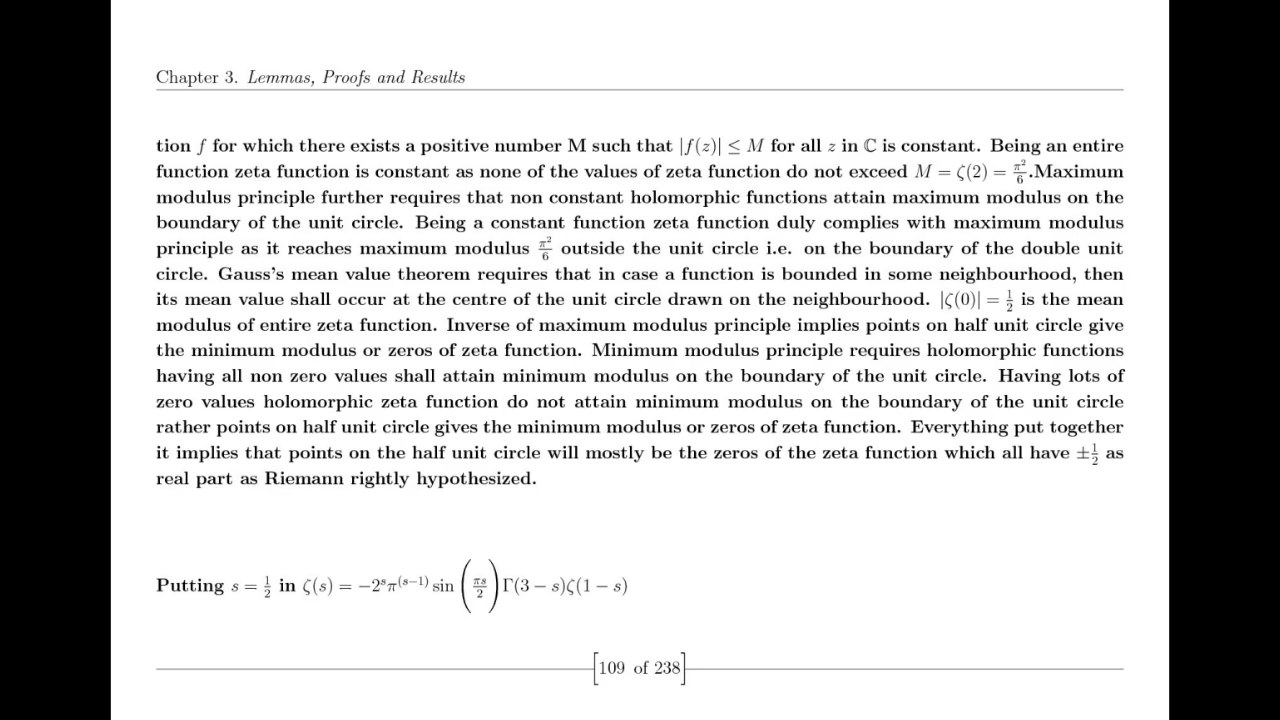 Chapter 3. Lemmas, Proofs and Results
tion f for which there exists a positive number M such that |f(z)| ≤ M for all z in ℂ is constant. Being an entire
function zeta function is constant as none of the values of zeta function do not exceed M = ζ(2) = π²/6.Maximum
modulus principle further requires that non constant holomorphic functions attain maximum modulus on the
boundary of the unit circle. Being a constant function zeta function duly complies with maximum modulus
principle as it reaches maximum modulus π²/6 outside the unit circle i.e. on the boundary of the double unit
circle. Gauss's mean value theorem requires that in case a function is bounded in some neighbourhood, then
its mean value shall occur at the centre of the unit circle drawn on the neighbourhood. |ζ(0)| = 1/2 is the mean
modulus of entire zeta function. Inverse of maximum modulus principle implies points on half unit circle give
the minimum modulus or zeros of zeta function. Minimum modulus principle requires holomorphic functions
having all non zero values shall attain minimum modulus on the boundary of the unit circle. Having lots of
zero values holomorphic zeta function do not attain minimum modulus on the boundary of the unit circle
rather points on half unit circle gives the minimum modulus or zeros of zeta function. Everything put together
it implies that points on the half unit circle will mostly be the zeros of the zeta function which all have ±1/2 as
real part as Riemann rightly hypothesized.
Putting s = 1/2 in ζ(s) = −2^s π^(s−1) sin (πs/2) Γ(3 − s)ζ(1 − s)
[109 of 238]